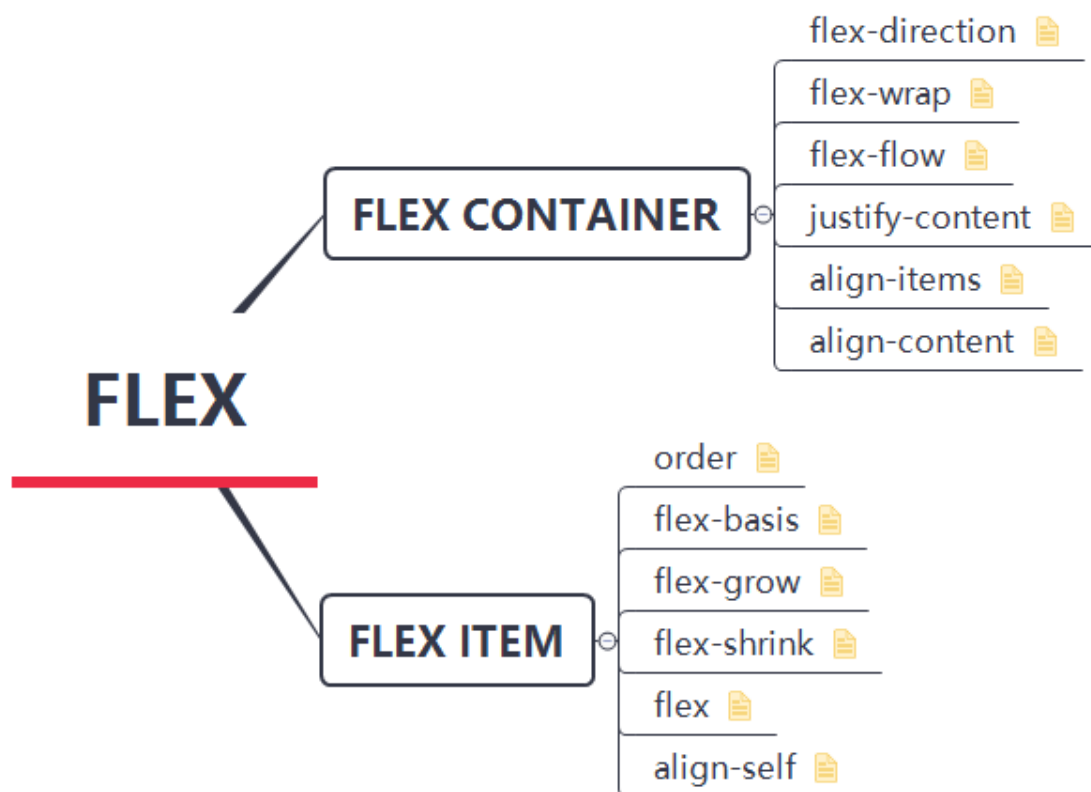 FLEX
FLEX CONTAINER
flex-direction
flex-wrap
flex-flow
justify-content
align-items
align-content
FLEX ITEM
order
flex-basis
flex-grow
flex-shrink
flex
align-self